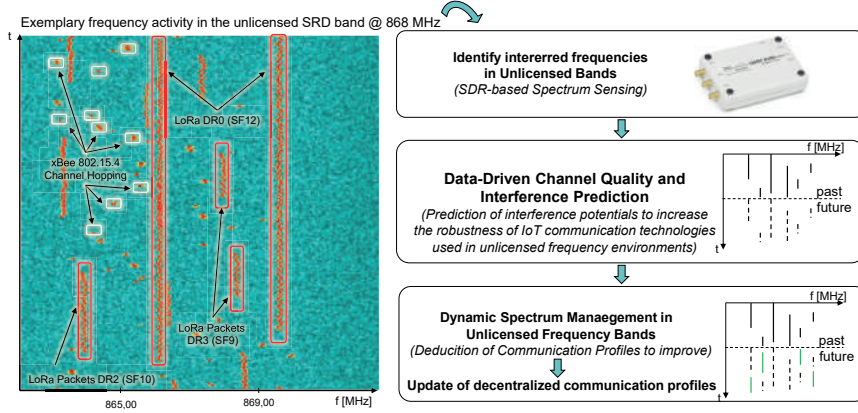 Exemplary frequency activity in the unlicensed SRD band @ 868 MHz
t
LoRa DR0 (SF12)
xBee 802.15.4
Channel Hopping
LoRa Packets
DR3 (SF9)
LoRa Packets DR2 (SF10)
865,00
869,00
f [MHz]
Identify intererred frequencies
in Unlicensed Bands
(SDR-based Spectrum Sensing)
Data-Driven Channel Quality and
Interference Prediction
(Prediction of interference potentials to increase
the robustness of IoT communication technologies
used in unlicensed frequency environments)
f [MHz]
past
future
t
Dynamic Spectrum Manaegement in
Unlicensed Frequency Bands
(Deduction of Communication Profiles to improve)
Update of decentralized communication profiles
f [MHz]
past
future
t